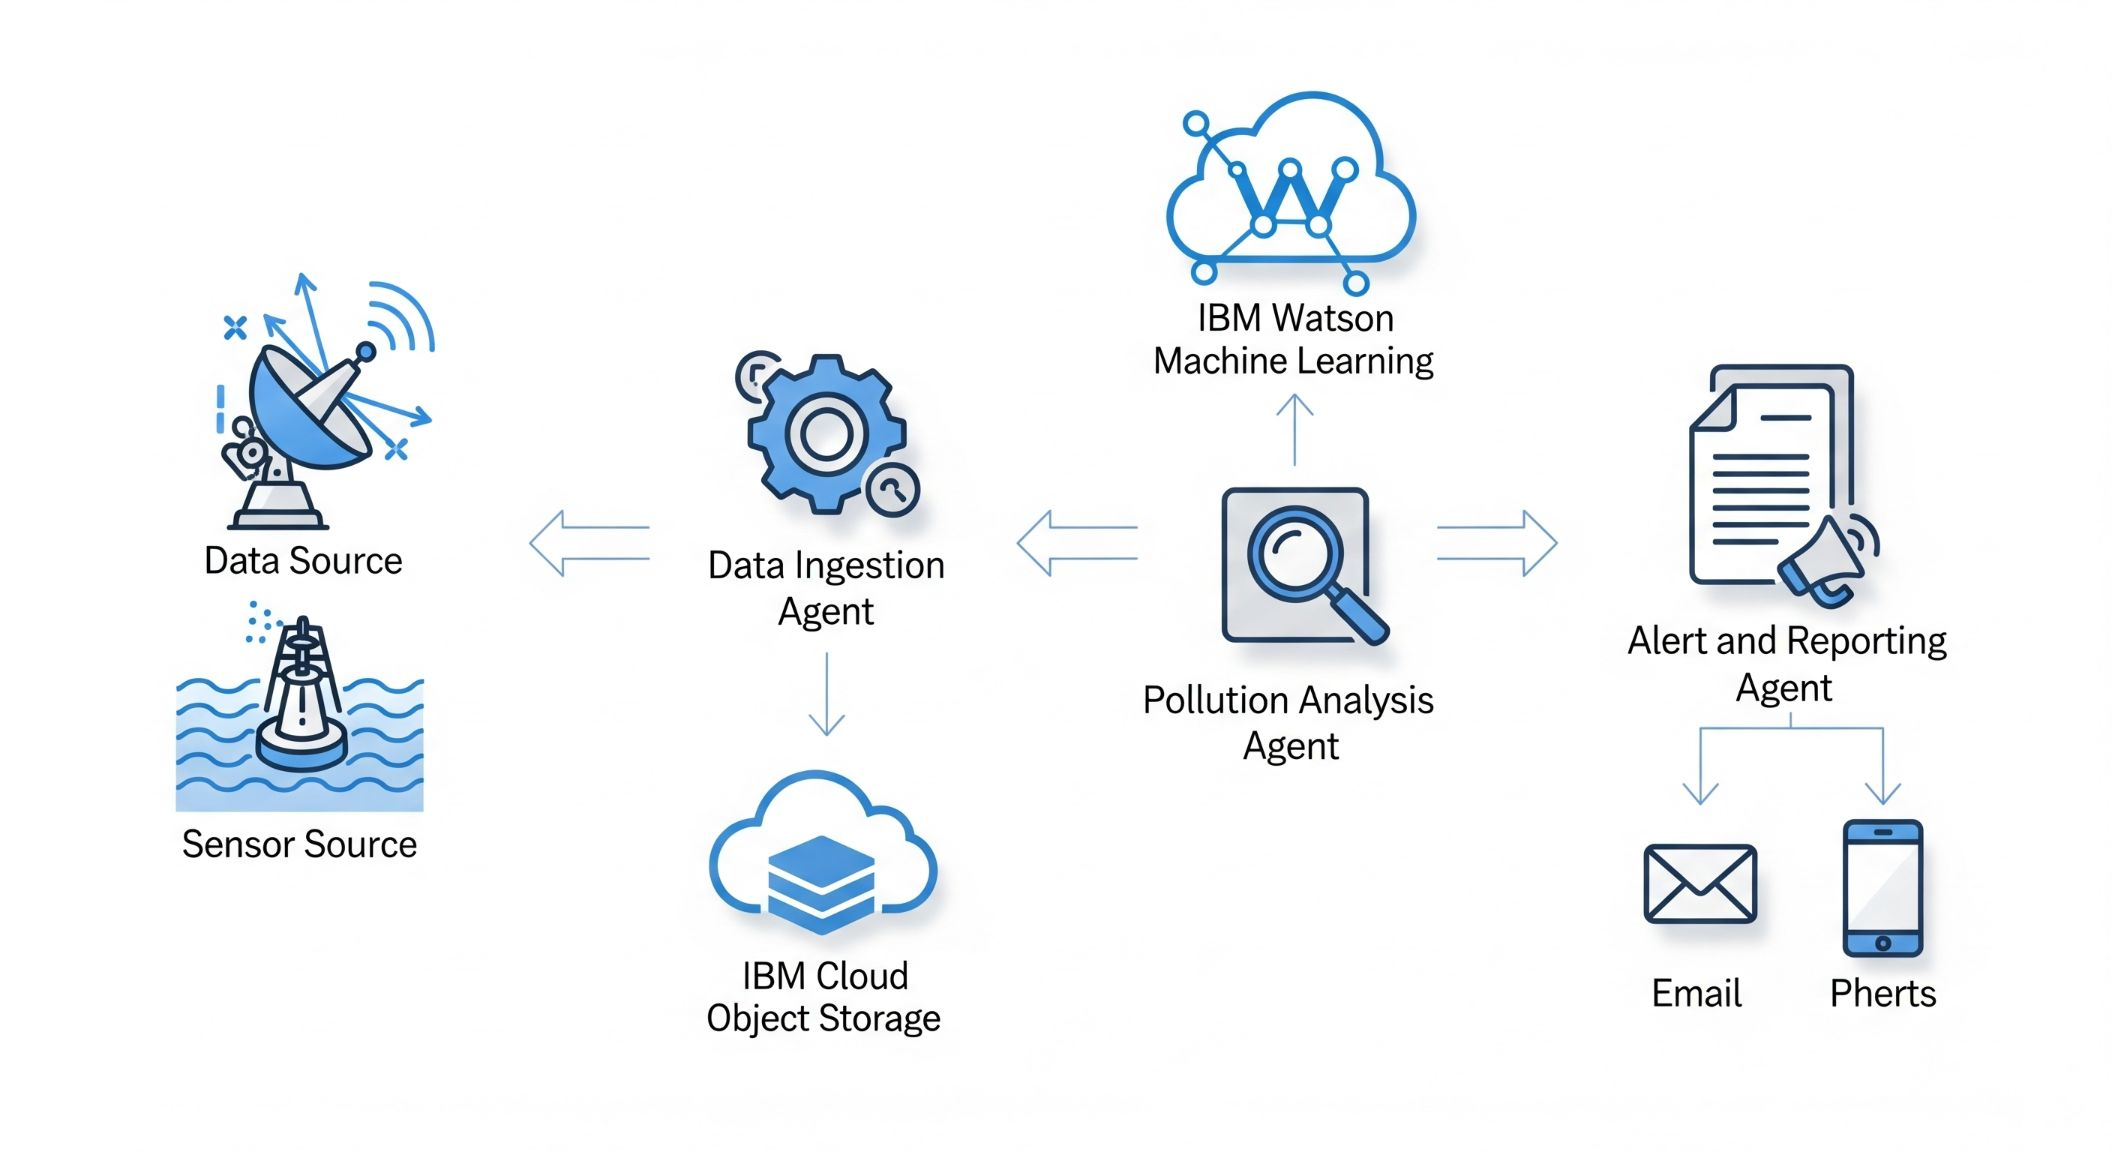 Data Source
Sensor Source
Data Ingestion
Agent
IBM Cloud
Object Storage
IBM Watson
Machine Learning
Pollution Analysis
Agent
Alert and Reporting
Agent
Email
Pherts